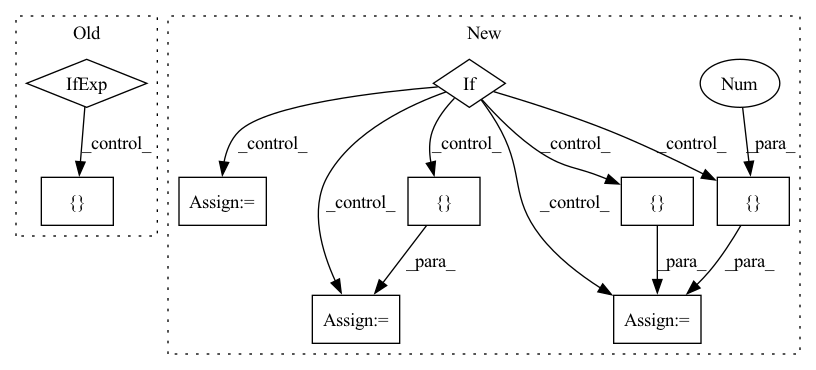 Old
New
IfExp
If
Num
_control_
_control_
_control_
_control_
_control_
_para_
_control_
_control_
{}
Assign:=
{}
{}
{}
_para_
_para_
_para_
Assign:=
Assign:=